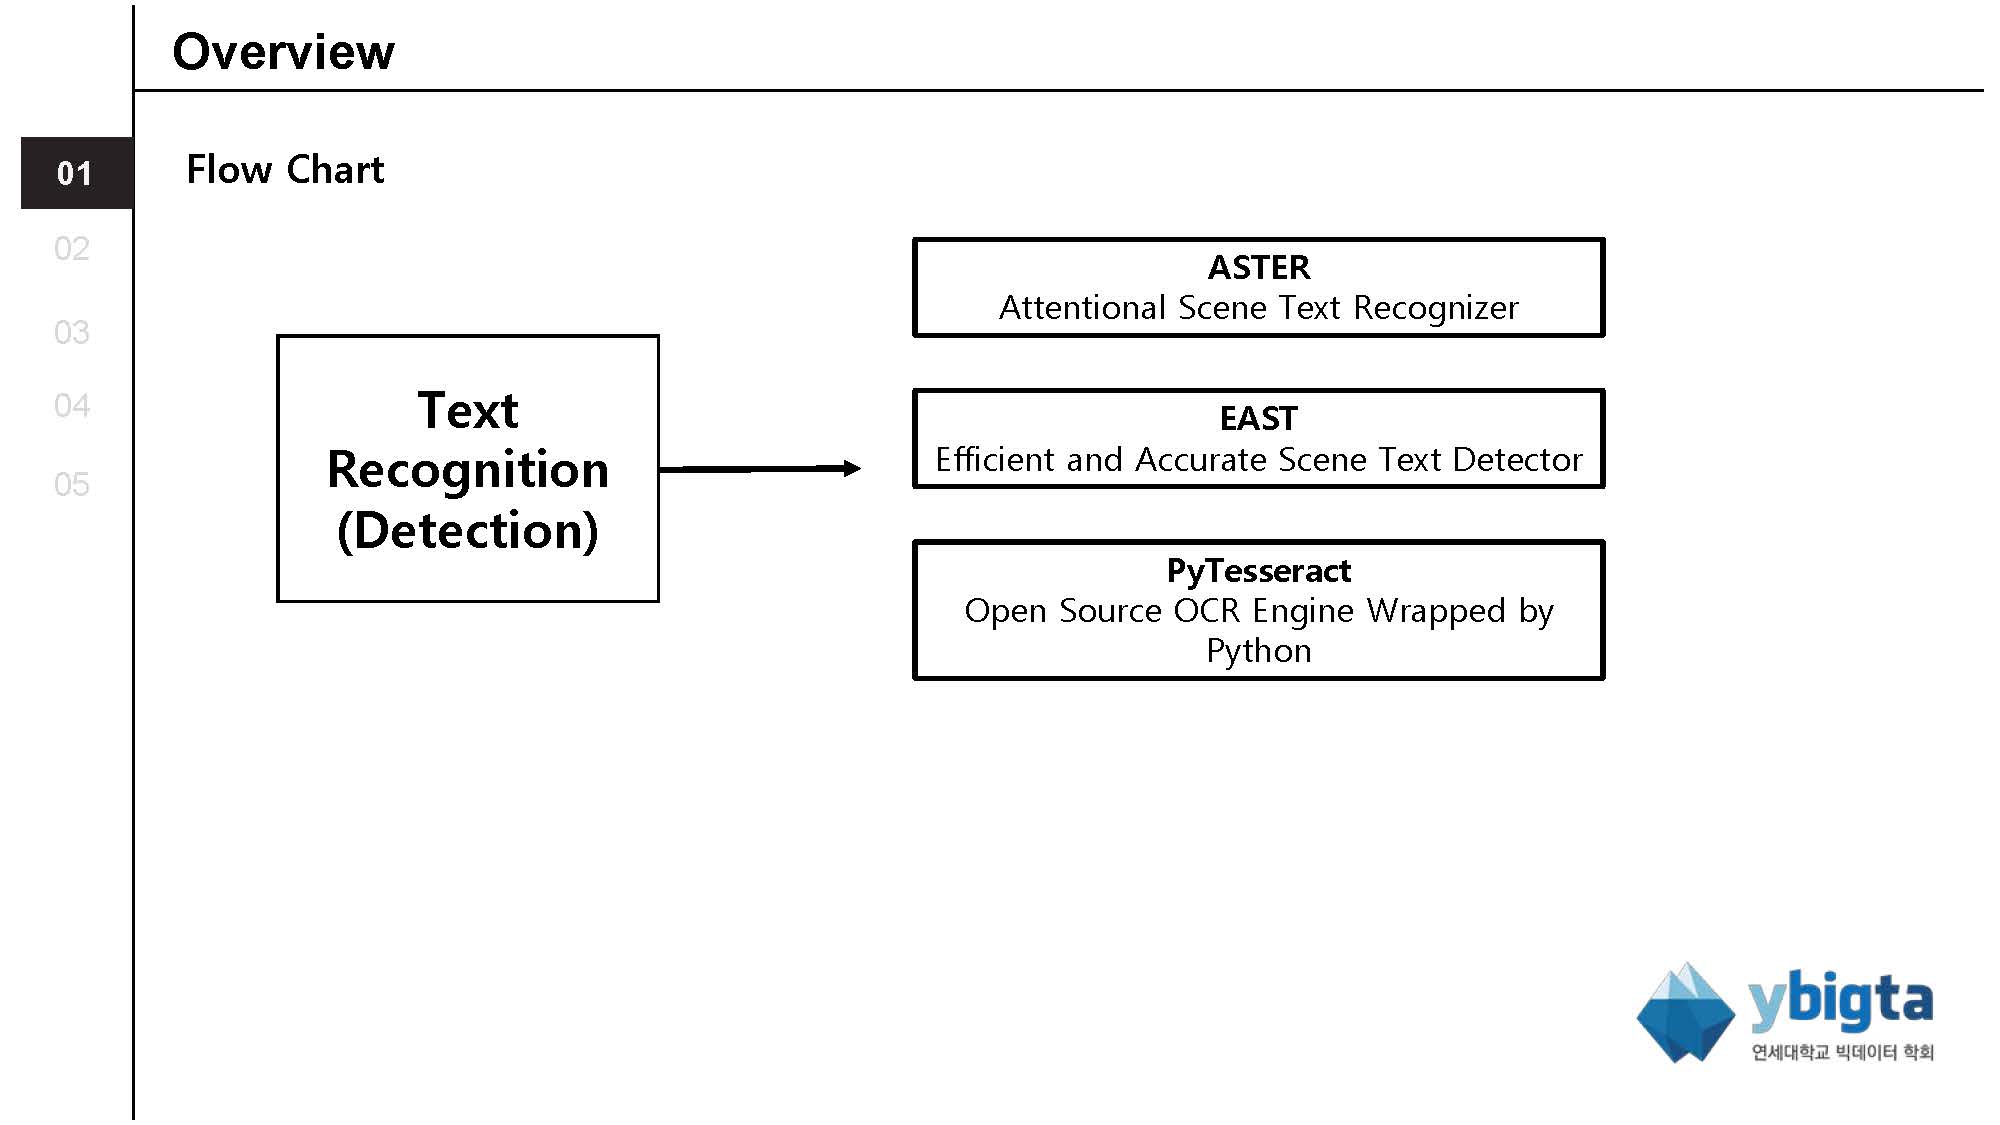 Overview
01
02
03
04
05
Flow Chart
Text
Recognition
(Detection)
ASTER
Attentional Scene Text Recognizer
EAST
Efficient and Accurate Scene Text Detector
PyTesseract
Open Source OCR Engine Wrapped by
Python
ybigta
연세대학교 빅데이터 학회